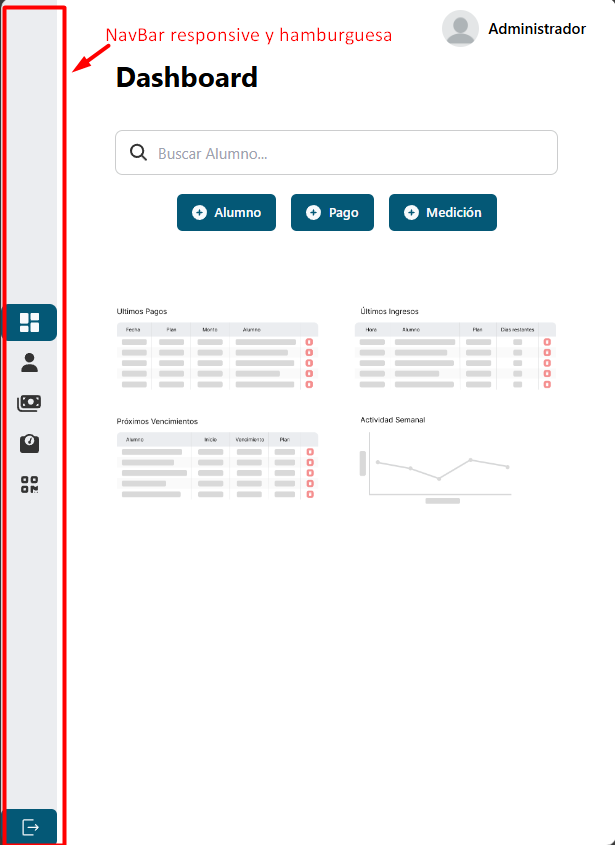 NavBar responsive y hamburguesa
Administrador
Dashboard
Buscar Alumno...
Alumno
Pago
Medición
Ultimos Pagos
Fecha Plan Monto Alumno
Últimos Ingresos
Hora Alumno Plan Días restantes
Próximos Vencimientos
Alumno Inicio Vencimiento Plan
Actividad Semanal